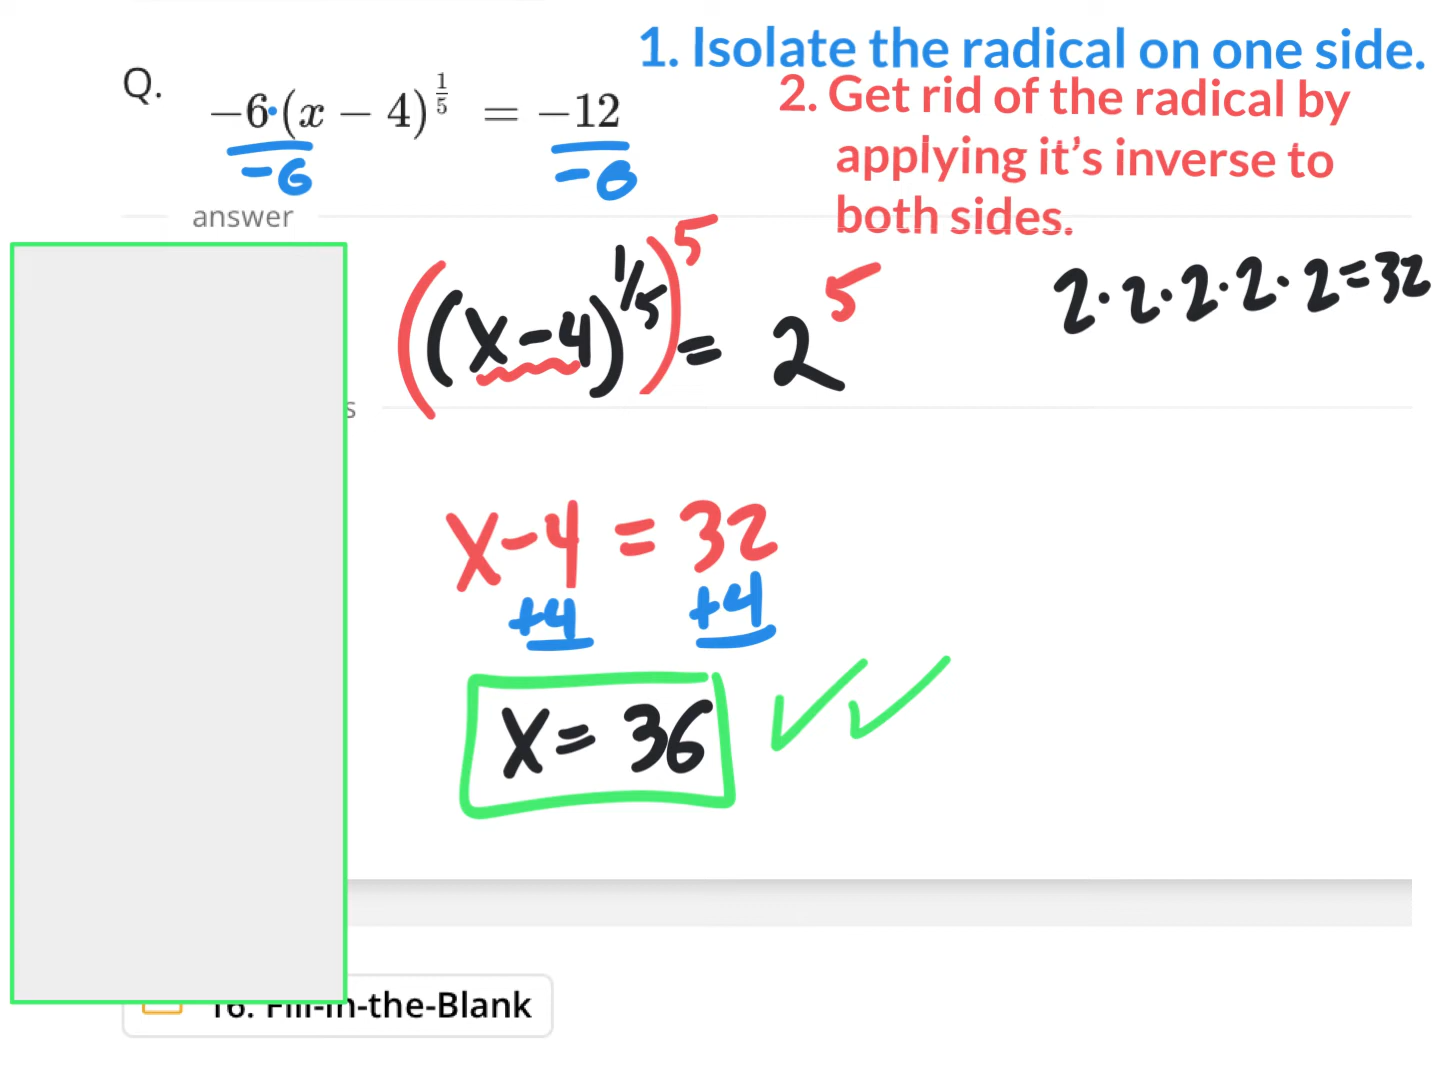 1. Isolate the radical on one side.
2. Get rid of the radical by
applying it's inverse to
both sides.
Q.
−6·(x − 4)^(1/5) = −12
−6 −6
answer
((x−4)^(1/5))^5 = 2^5
2·2·2·2·2=32
s
x−4 = 32
+4 +4
x= 36
16. Fill-in-the-Blank